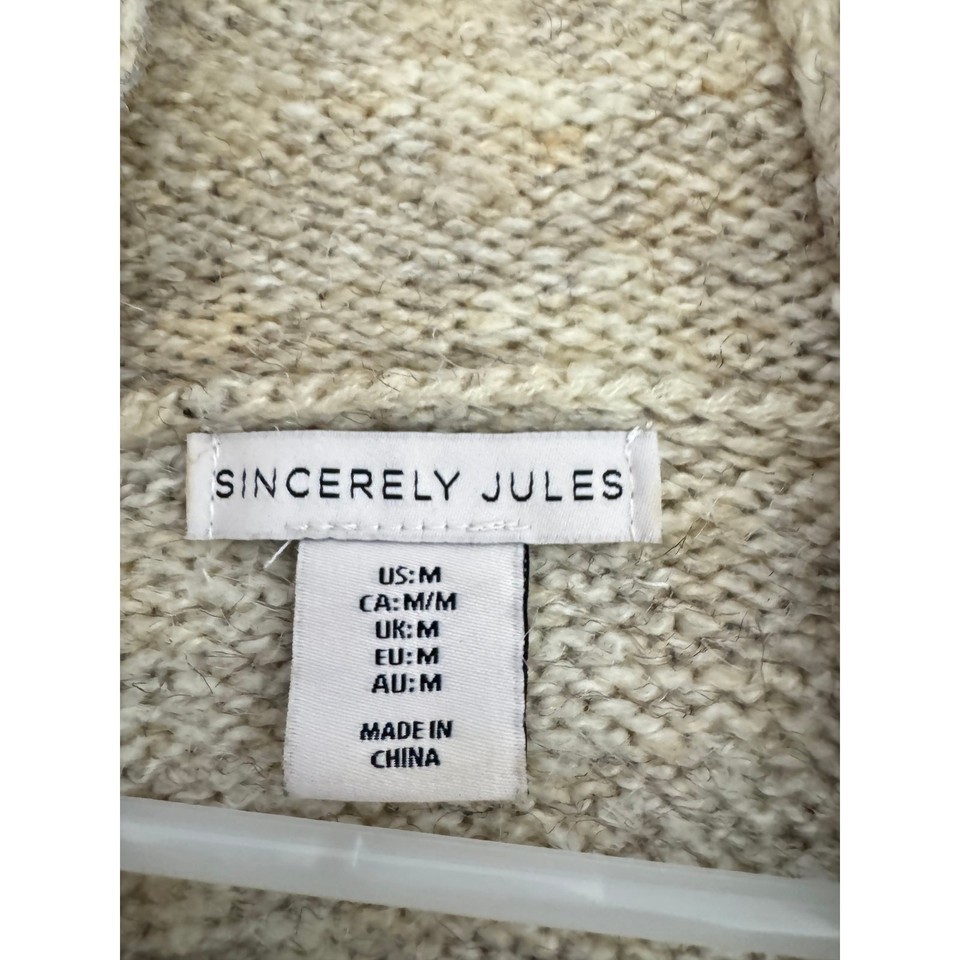 SINCERELY JULES
US:M
CA:M/M
UK:M
EU:M
AU:M
MADE IN
CHINA